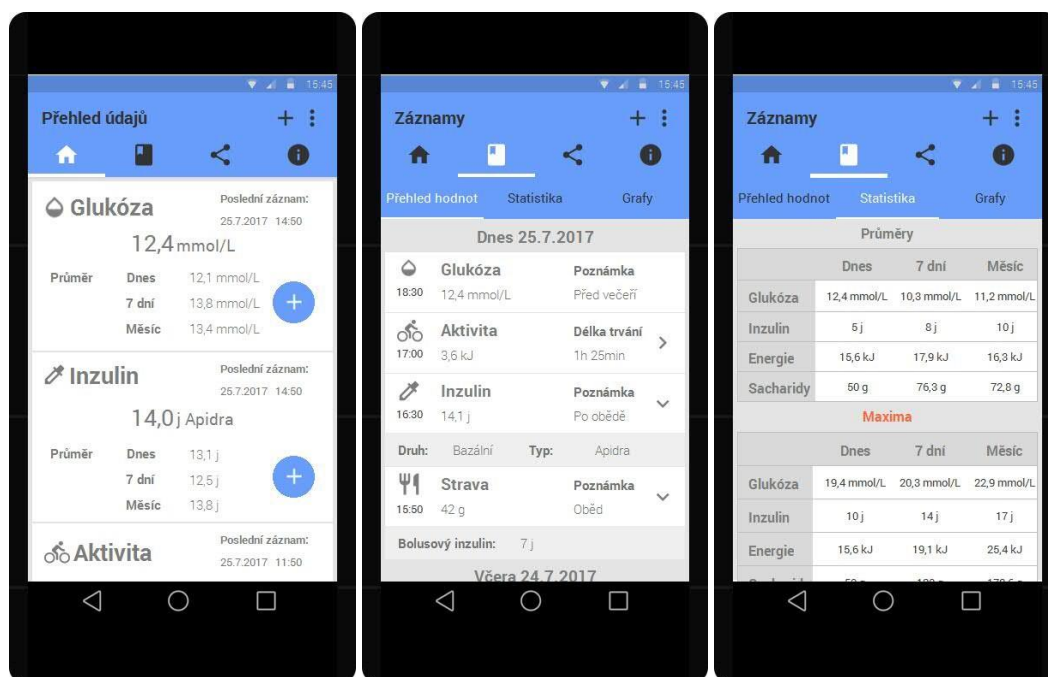 15:45
Přehled údajů
Glukóza
Poslední záznam:
25.7.2017 14:50
12,4 mmol/L
Průměr Dnes 12,1 mmol/L
7 dní 13,8 mmol/L
Měsíc 13,4 mmol/L
Inzulin
Poslední záznam:
25.7.2017 14:50
14,0 j Apidra
Průměr Dnes 13,1 j
7 dní 12,5 j
Měsíc 13,8 j
Aktivita
Poslední záznam:
25.7.2017 11:50
15:45
Záznamy
Přehled hodnot Statistika Grafy
Dnes 25.7.2017
Glukóza Poznámka
18:30 12,4 mmol/L Před večeří
Aktivita Délka trvání
17:00 3,6 kJ 1h 25min
Inzulin Poznámka
16:30 14,1 j Po obědě
Druh: Bazální Typ: Apidra
Strava Poznámka
15:50 42 g Oběd
Bolusový inzulin: 7 j
Včera 24.7.2017
15:45
Záznamy
Přehled hodnot Statistika Grafy
Průměry
Dnes 7 dní Měsíc
Glukóza 12,4 mmol/L 10,3 mmol/L 11,2 mmol/L
Inzulin 5 j 8 j 10 j
Energie 15,6 kJ 17,9 kJ 16,3 kJ
Sacharidy 50 g 76,3 g 72,8 g
Maxima
Dnes 7 dní Měsíc
Glukóza 19,4 mmol/L 20,3 mmol/L 22,9 mmol/L
Inzulin 10 j 14 j 17 j
Energie 15,6 kJ 19,1 kJ 25,4 kJ